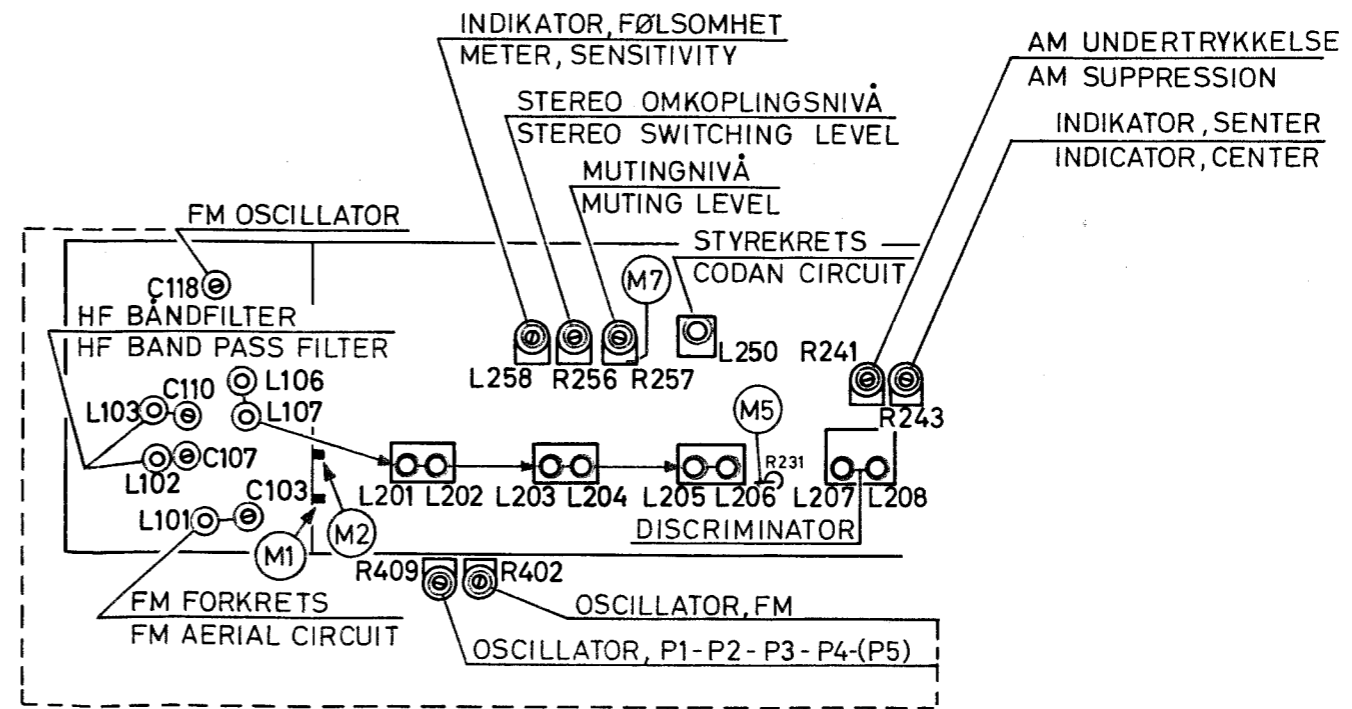 INDIKATOR, FØLSOMHET
METER, SENSITIVITY
AM UNDERTRYKKELSE
AM SUPPRESSION
STEREO OMKOPLINGSNIVÅ
STEREO SWITCHING LEVEL
INDIKATOR, SENTER
INDICATOR, CENTER
MUTINGNIVÅ
MUTING LEVEL
FM OSCILLATOR
STYREKRETS
CODAN CIRCUIT
M7
C118
HF BÅNDFILTER
HF BAND PASS FILTER
L258 R256 R257
L250 R241
R243
L106
C110
L103
L107
M5
C107
L102
R231
L201 L202 L203 L204 L205 L206 L207 L208
C103
L101
M2
M1
DISCRIMINATOR
R409
R402
FM FORKRETS
FM AERIAL CIRCUIT
OSCILLATOR, FM
OSCILLATOR, P1-P2-P3-P4-(P5)